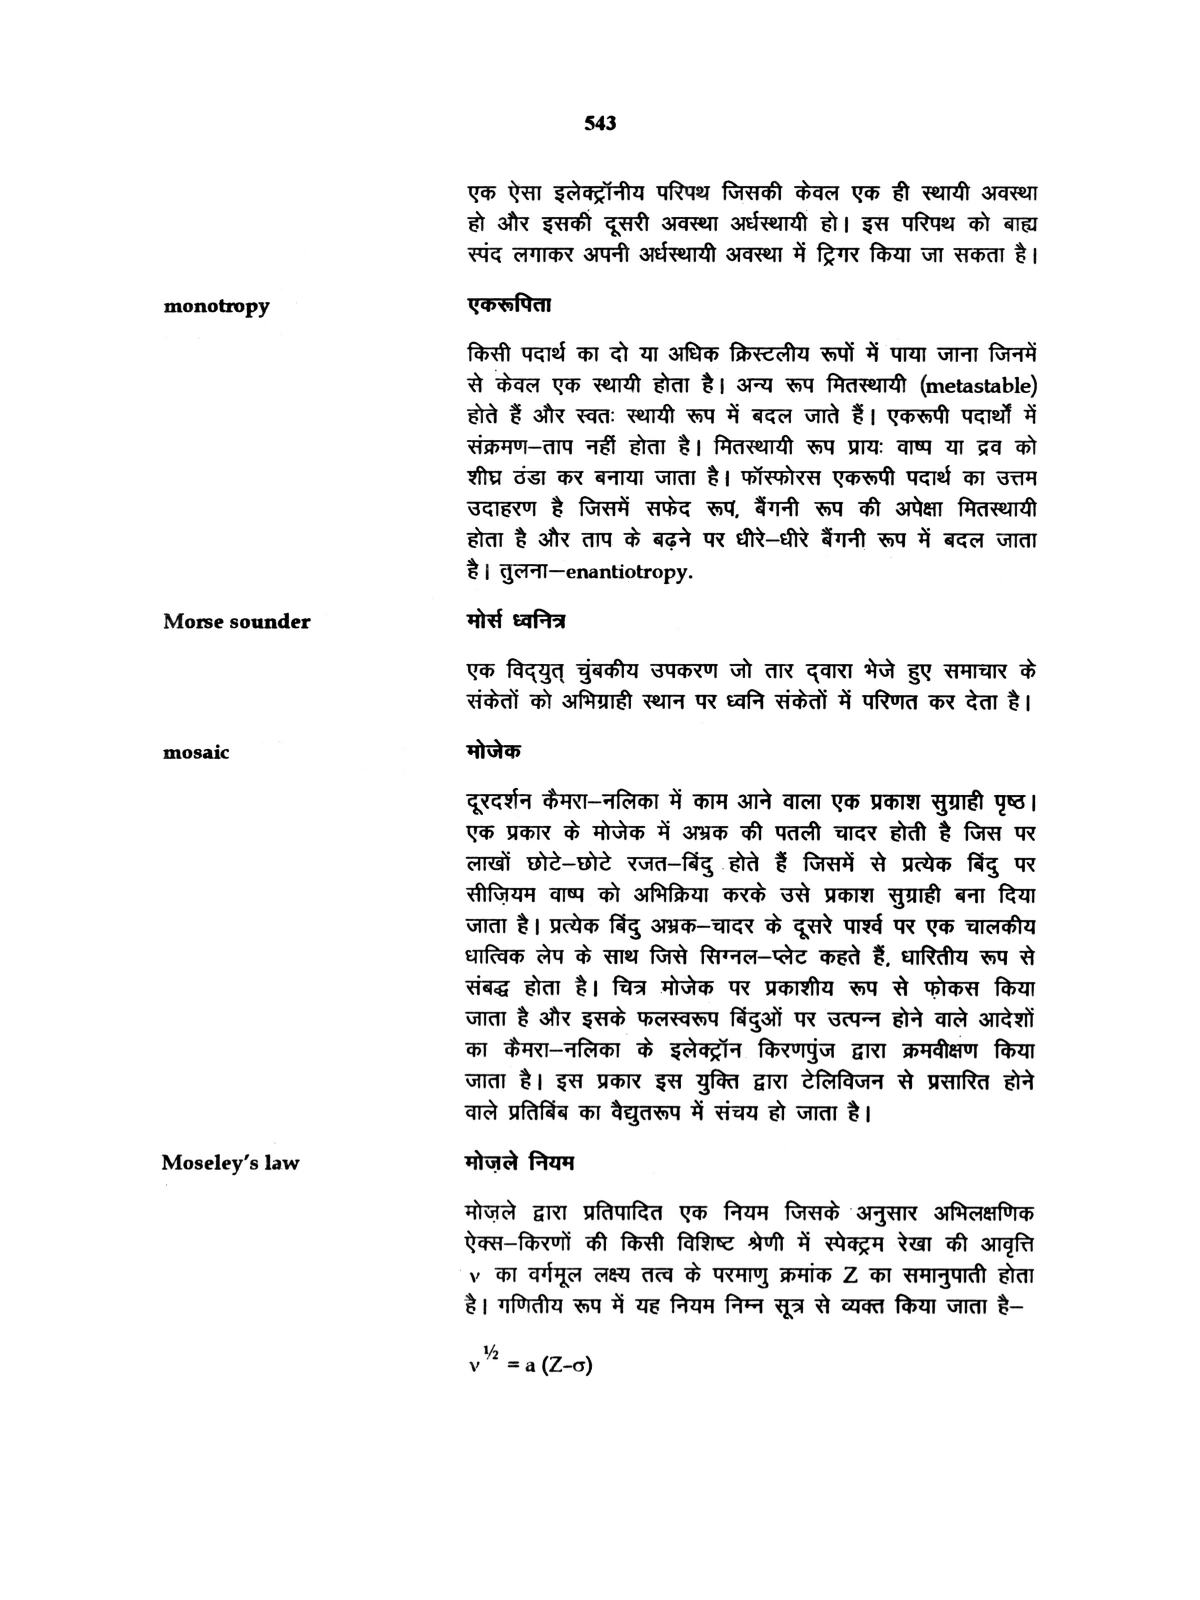 543
एक ऐसा इलेक्ट्रॉनीय परिपथ जिसकी केवल एक ही स्थायी अवस्था
हो और इसकी दूसरी अवस्था अर्धस्थायी हो। इस परिपथ को बाह्य
स्पंद लगाकर अपनी अर्धस्थायी अवस्था में ट्रिगर किया जा सकता है।
monotropy एकरूपिता
किसी पदार्थ का दो या अधिक क्रिस्टलीय रूपों में पाया जाना जिनमें
से केवल एक स्थायी होता है। अन्य रूप मितस्थायी (metastable)
होते हैं और स्वतः स्थायी रूप में बदल जाते हैं। एकरूपी पदार्थों में
संक्रमण–ताप नहीं होता है। मितस्थायी रूप प्रायः वाष्प या द्रव को
शीघ्र ठंडा कर बनाया जाता है। फॉस्फोरस एकरूपी पदार्थ का उत्तम
उदाहरण है जिसमें सफेद रूप, बैंगनी रूप की अपेक्षा मितस्थायी
होता है और ताप के बढ़ने पर धीरे–धीरे बैंगनी रूप में बदल जाता
है। तुलना–enantiotropy.
Morse sounder मोर्स ध्वनित्र
एक विद्‌युत् चुंबकीय उपकरण जो तार द्‌वारा भेजे हुए समाचार के
संकेतों को अभिग्राही स्थान पर ध्वनि संकेतों में परिणत कर देता है।
mosaic मोजेक
दूरदर्शन कैमरा–नलिका में काम आने वाला एक प्रकाश सुग्राही पृष्ठ।
एक प्रकार के मोजेक में अभ्रक की पतली चादर होती है जिस पर
लाखों छोटे–छोटे रजत–बिंदु होते हैं जिसमें से प्रत्येक बिंदु पर
सीज़ियम वाष्प को अभिक्रिया करके उसे प्रकाश सुग्राही बना दिया
जाता है। प्रत्येक बिंदु अभ्रक–चादर के दूसरे पार्श्व पर एक चालकीय
धात्विक लेप के साथ जिसे सिग्नल–प्लेट कहते हैं, धारितीय रूप से
संबद्ध होता है। चित्र मोजेक पर प्रकाशीय रूप से फ़ोकस किया
जाता है और इसके फलस्वरूप बिंदुओं पर उत्पन्न होने वाले आदेशों
का कैमरा–नलिका के इलेक्ट्रॉन किरणपुंज द्वारा क्रमवीक्षण किया
जाता है। इस प्रकार इस युक्ति द्वारा टेलिविजन से प्रसारित होने
वाले प्रतिबिंब का वैद्युतरूप में संचय हो जाता है।
Moseley's law मोज़ले नियम
मोज़ले द्वारा प्रतिपादित एक नियम जिसके अनुसार अभिलक्षणिक
ऐक्स–किरणों की किसी विशिष्ट श्रेणी में स्पेक्ट्रम रेखा की आवृत्ति
ν का वर्गमूल लक्ष्य तत्व के परमाणु क्रमांक Z का समानुपाती होता
है। गणितीय रूप में यह नियम निम्न सूत्र से व्यक्त किया जाता है–
ν^½ = a (Z–σ)